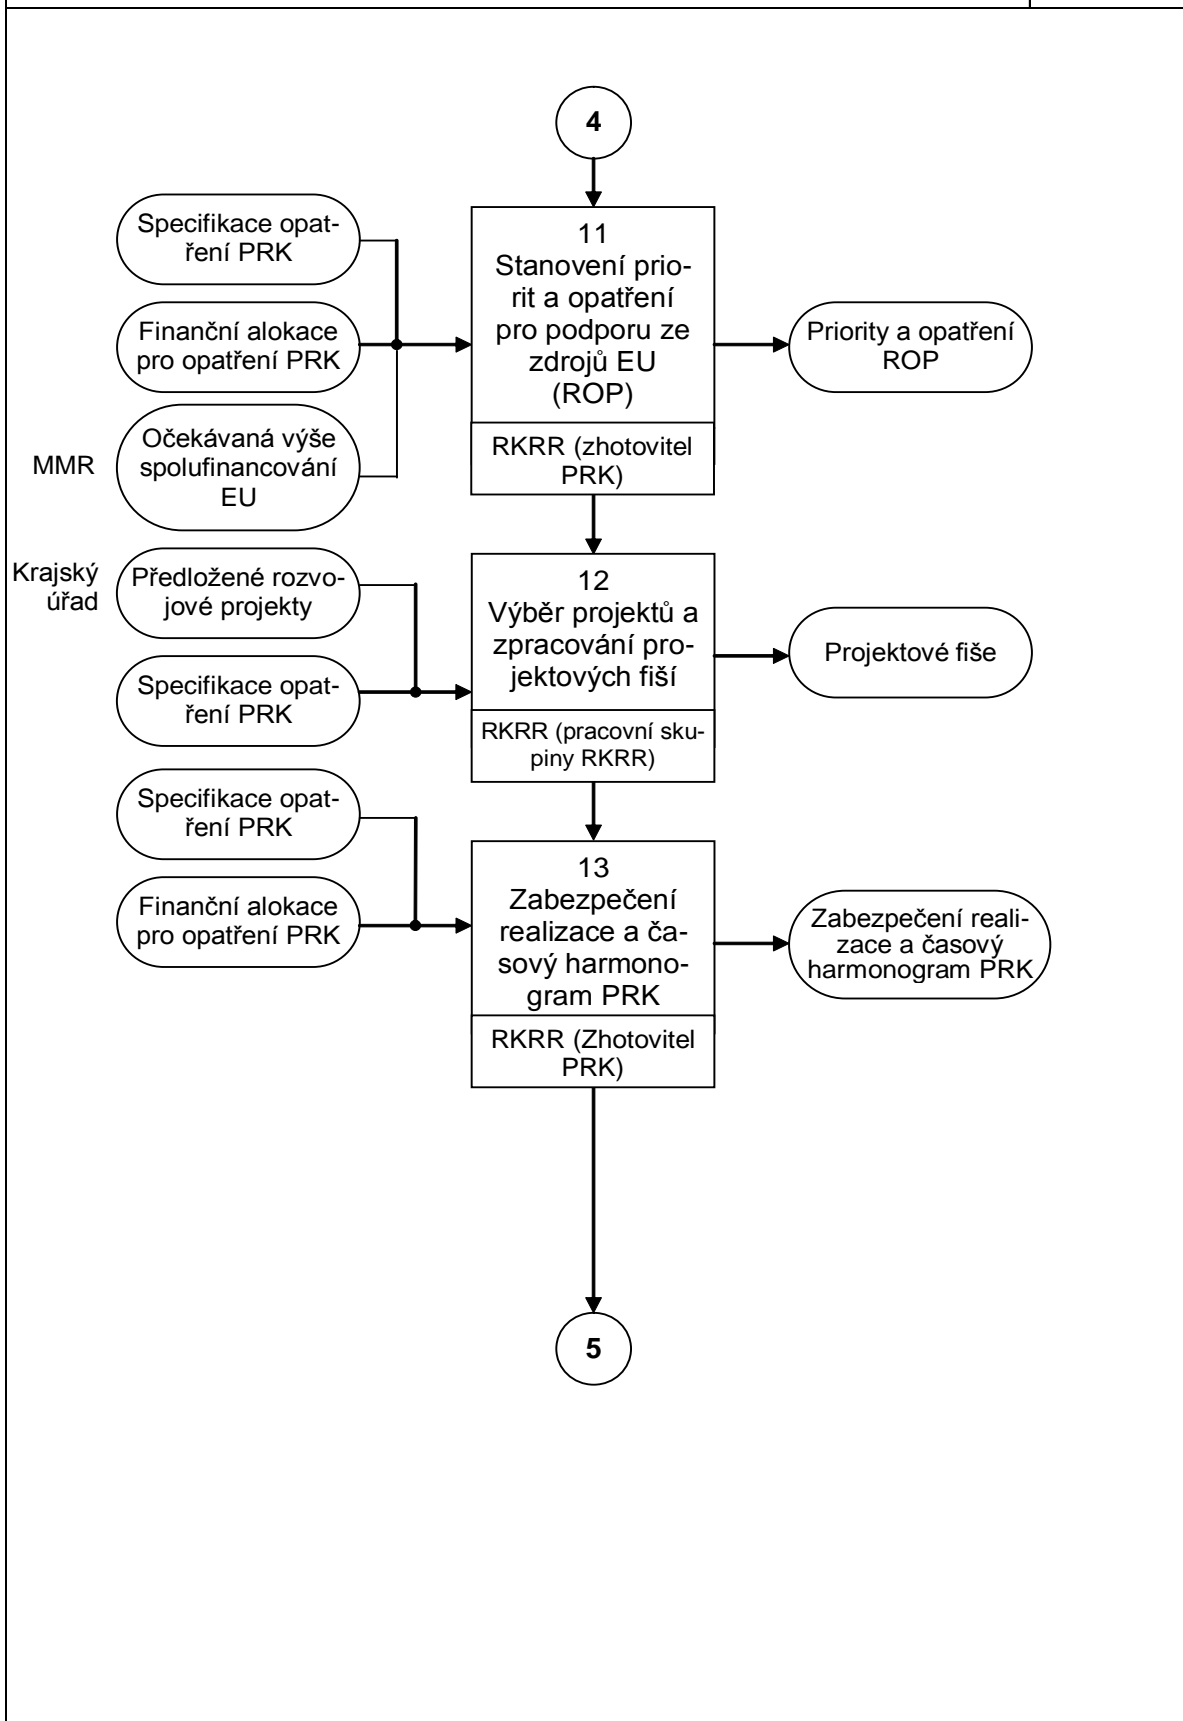 4
Specifikace opat-
ření PRK
Finanční alokace
pro opatření PRK
MMR
Očekávaná výše
spolufinancování
EU
11
Stanovení prio-
rit a opatření
pro podporu ze
zdrojů EU
(ROP)
RKRR (zhotovitel
PRK)
Priority a opatření
ROP
Krajský
úřad
Předložené rozvo-
jové projekty
Specifikace opat-
ření PRK
12
Výběr projektů a
zpracování pro-
jektových fiší
RKRR (pracovní sku-
piny RKRR)
Projektové fiše
Specifikace opat-
ření PRK
Finanční alokace
pro opatření PRK
13
Zabezpečení
realizace a ča-
sový harmono-
gram PRK
RKRR (Zhotovitel
PRK)
Zabezpečení reali-
zace a časový
harmonogram PRK
5